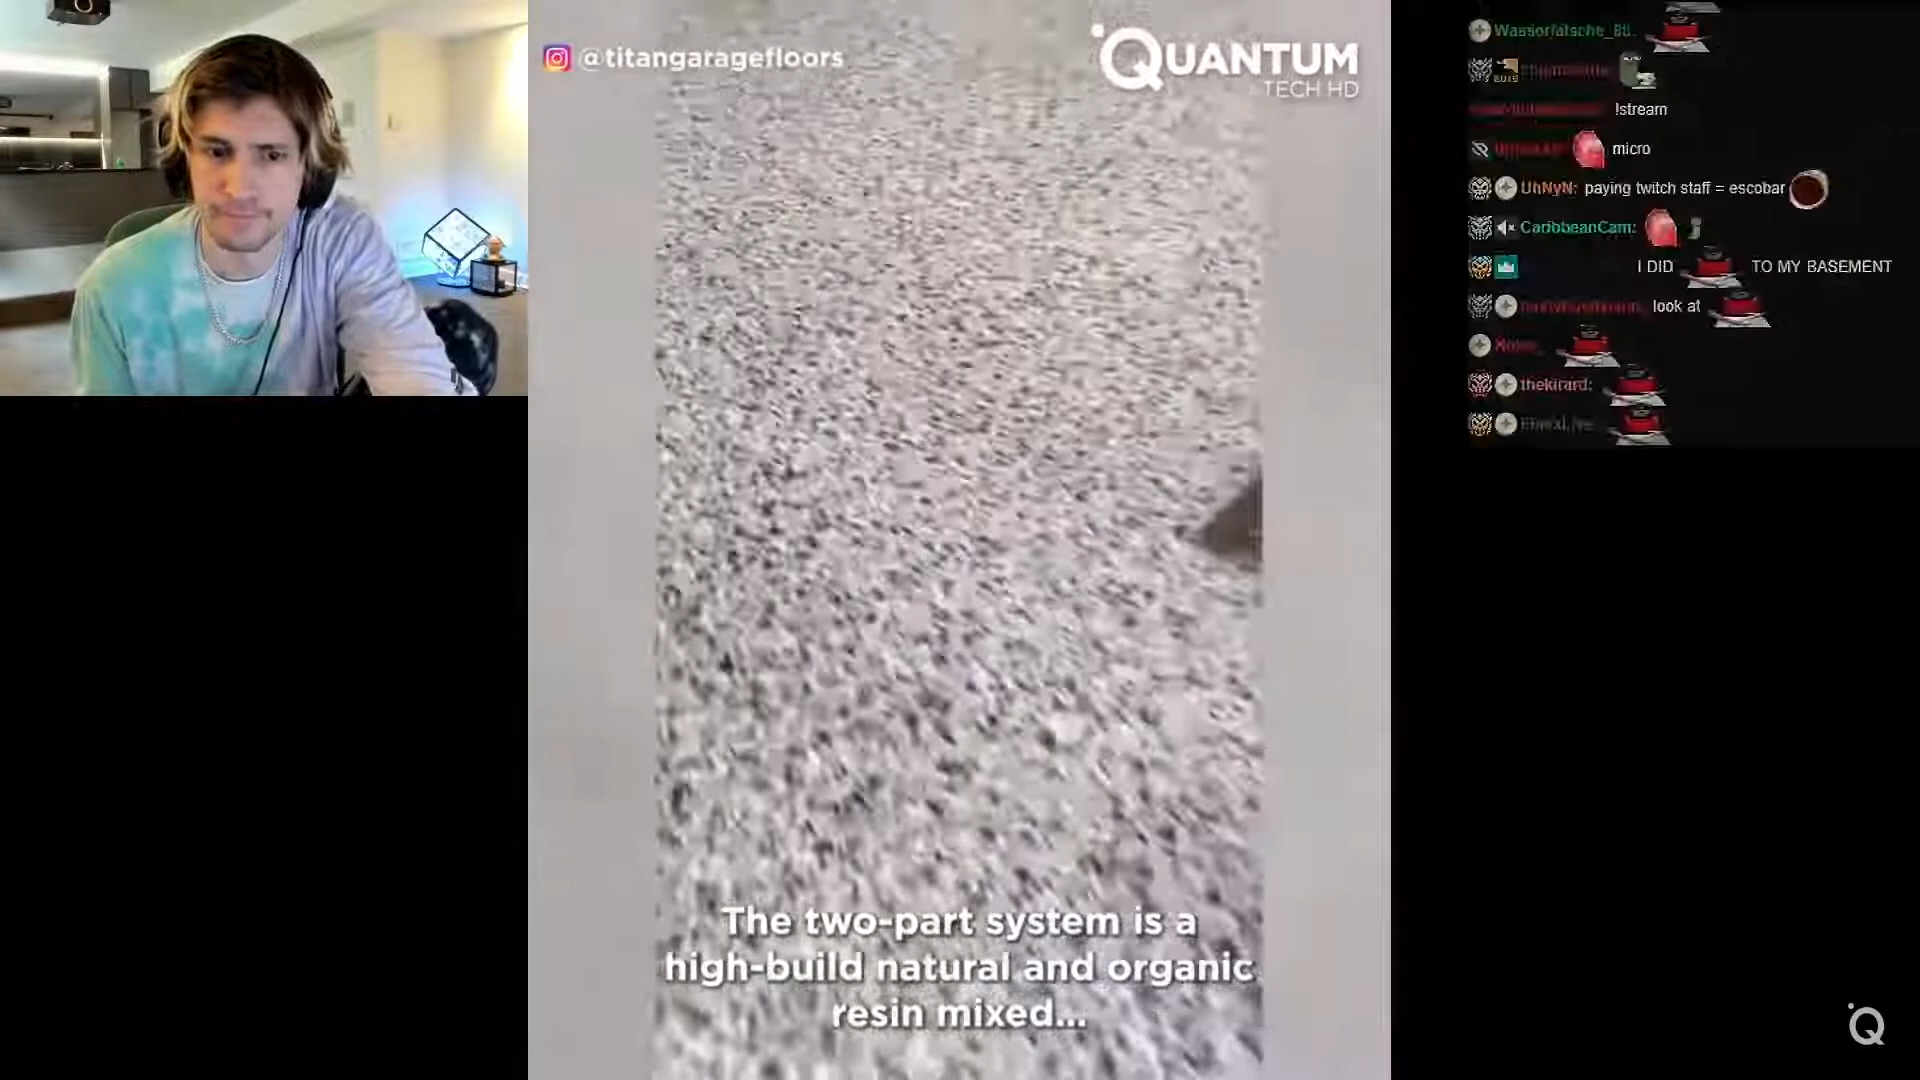 @titangaragefloors
QUANTUM
TECH HD
The two-part system is a
high-build natural and organic
resin mixed...
!stream
micro
UhNyN: paying twitch staff = escobar
CaribbeanCam:
I DID TO MY BASEMENT
look at
thekirard: